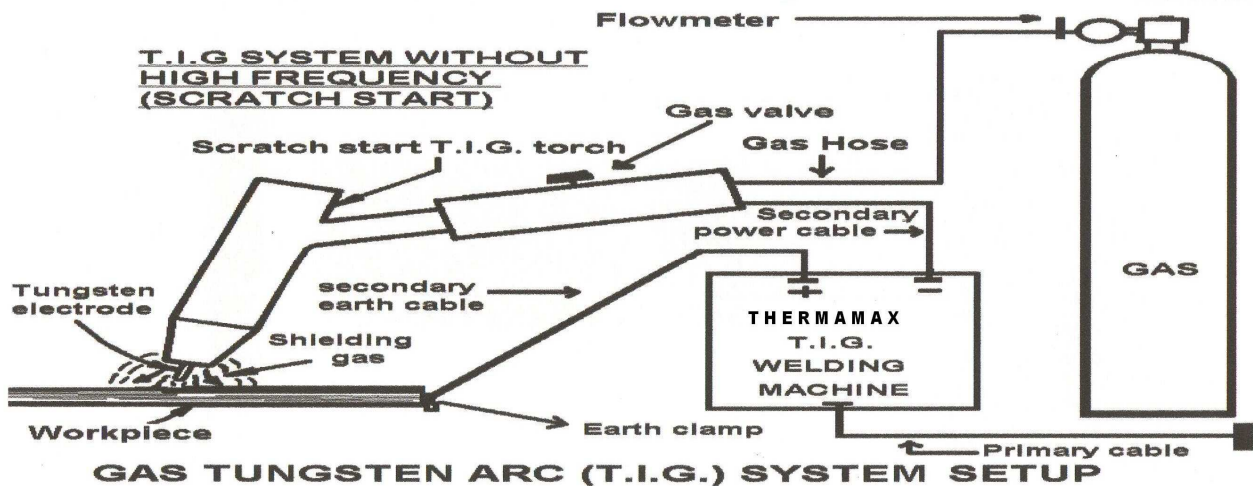 Flowmeter
T.I.G SYSTEM WITHOUT
HIGH FREQUENCY
(SCRATCH START)
Gas valve
Scratch start T.I.G. torch
Gas Hose
Secondary
power cable
GAS
Tungsten
electrode
secondary
earth cable
+
−
THERMAMAX
T.I.G.
WELDING
MACHINE
Shielding
gas
Workpiece
Earth clamp
Primary cable
GAS TUNGSTEN ARC (T.I.G.) SYSTEM SETUP